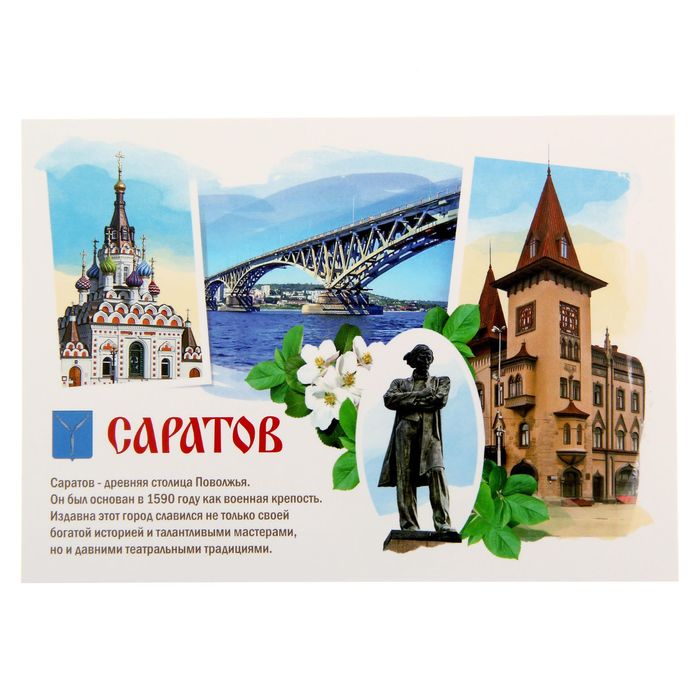 САРАТОВ
Саратов - древняя столица Поволжья.
Он был основан в 1590 году как военная крепость.
Издавна этот город славился не только своей
богатой историей и талантливыми мастерами,
но и давними театральными традициями.